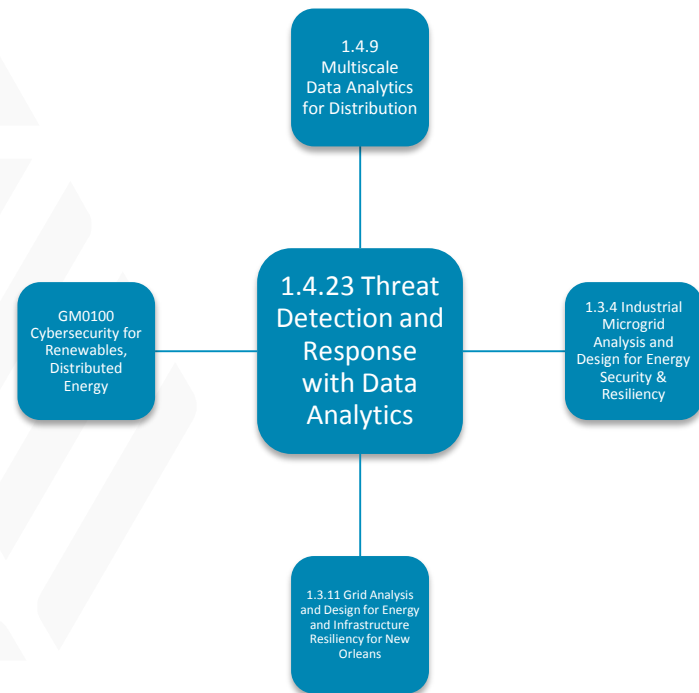 1.4.9
Multiscale
Data Analytics
for Distribution
GM0100
Cybersecurity for
Renewables,
Distributed
Energy
1.4.23 Threat
Detection and
Response
with Data
Analytics
1.3.4 Industrial
Microgrid
Analysis and
Design for Energy
Security &
Resiliency
1.3.11 Grid Analysis
and Design for Energy
and Infrastructure
Resiliency for New
Orleans